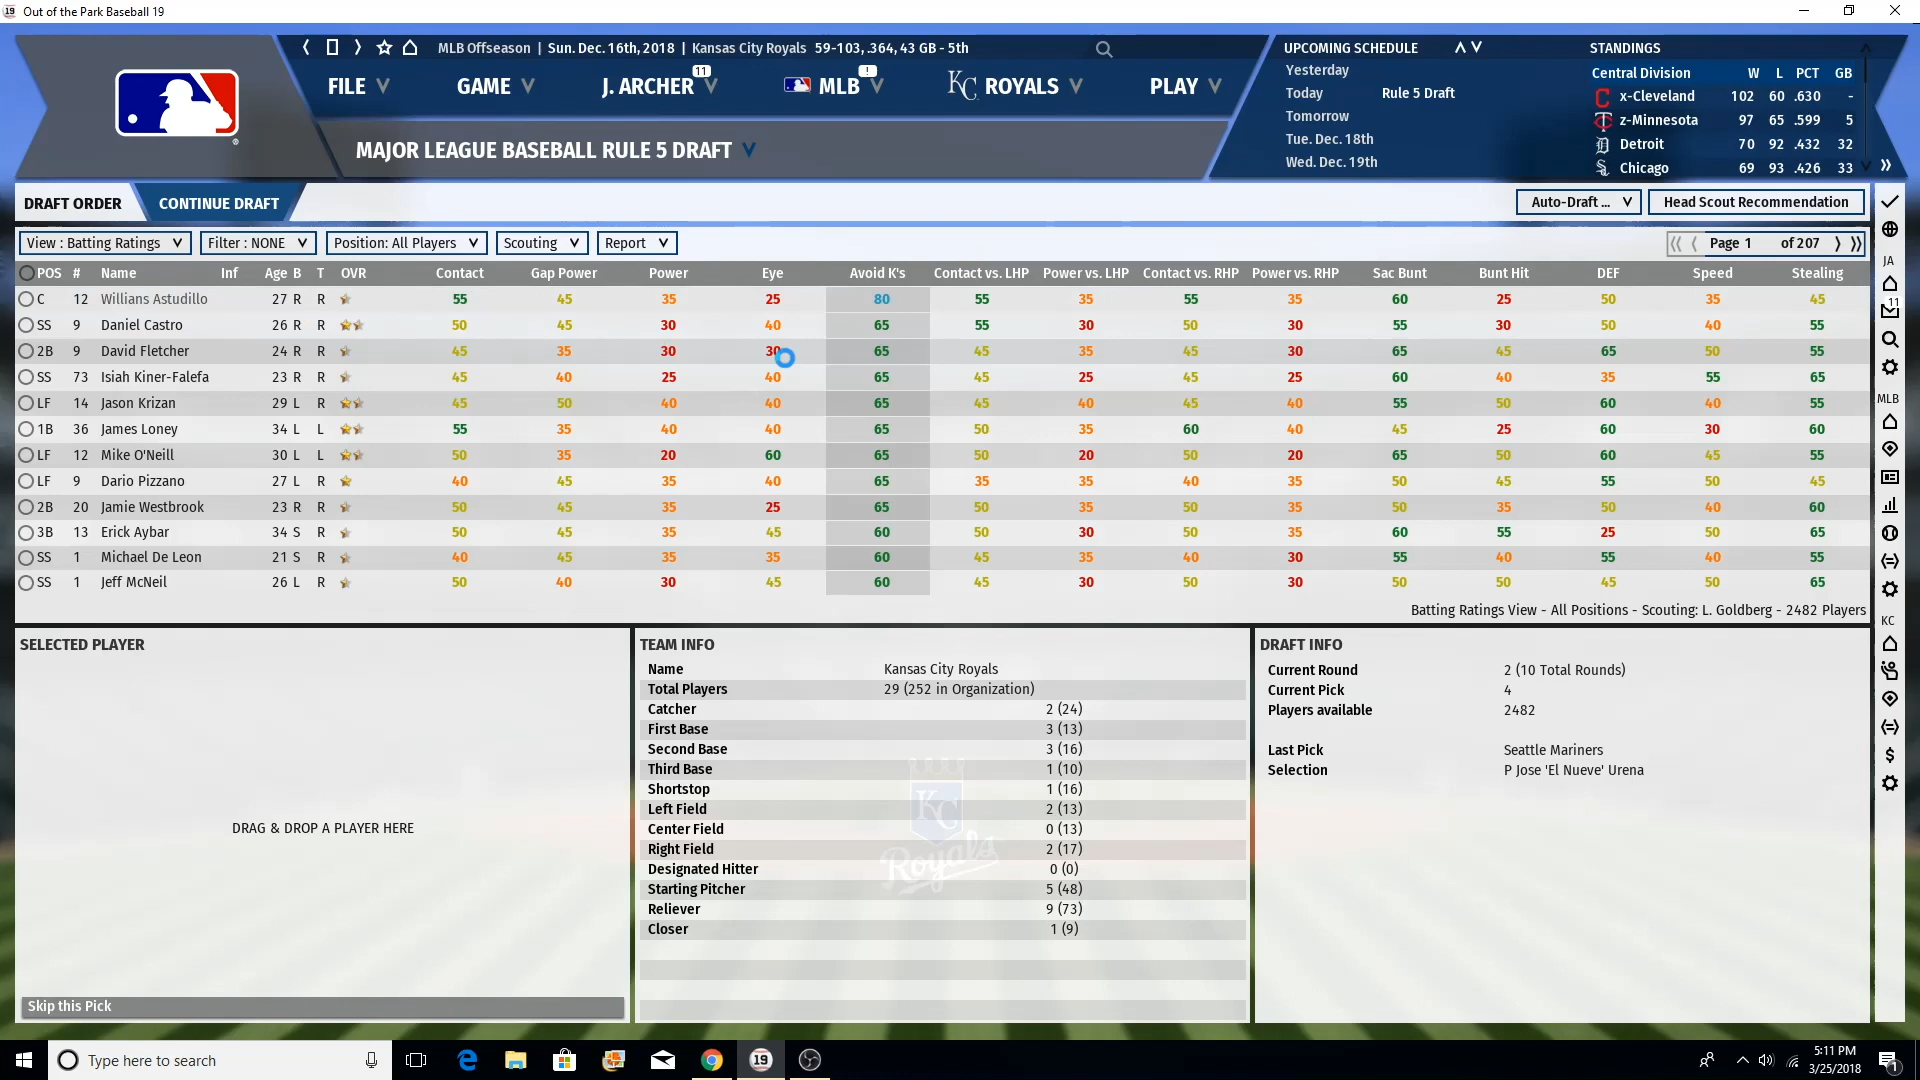 Out of the Park Baseball 19
MLB Offseason | Sun. Dec. 16th, 2018 | Kansas City Royals 59-103, .364, 43 GB - 5th
FILE GAME J. ARCHER 11 MLB ! ROYALS PLAY
MAJOR LEAGUE BASEBALL RULE 5 DRAFT
UPCOMING SCHEDULE
Yesterday
Today Rule 5 Draft
Tomorrow
Tue. Dec. 18th
Wed. Dec. 19th
STANDINGS
Central Division W L PCT GB
x-Cleveland 102 60 .630 -
z-Minnesota 97 65 .599 5
Detroit 70 92 .432 32
Chicago 69 93 .426 33
DRAFT ORDER CONTINUE DRAFT Auto-Draft ... Head Scout Recommendation
View : Batting Ratings Filter : NONE Position: All Players Scouting Report Page 1 of 207
POS # Name Inf Age B T OVR Contact Gap Power Power Eye Avoid K's Contact vs. LHP Power vs. LHP Contact vs. RHP Power vs. RHP Sac Bunt Bunt Hit DEF Speed Stealing
C 12 Willians Astudillo 27 R R 55 45 35 25 80 55 35 55 35 60 25 50 35 45
SS 9 Daniel Castro 26 R R 50 45 30 40 65 55 30 50 30 55 30 50 40 55
2B 9 David Fletcher 24 R R 45 35 30 30 65 45 35 45 30 65 45 65 50 55
SS 73 Isiah Kiner-Falefa 23 R R 45 40 25 40 65 45 25 45 25 60 40 35 55 65
LF 14 Jason Krizan 29 L R 45 50 40 40 65 45 40 45 40 55 50 60 40 55
1B 36 James Loney 34 L L 55 35 40 40 65 50 35 60 40 45 25 60 30 60
LF 12 Mike O'Neill 30 L L 50 35 20 60 65 50 20 50 20 65 50 60 45 55
LF 9 Dario Pizzano 27 L R 40 45 35 40 65 35 35 40 35 50 45 55 50 45
2B 20 Jamie Westbrook 23 R R 50 45 35 25 65 50 35 50 35 50 35 50 40 60
3B 13 Erick Aybar 34 S R 50 45 35 45 60 50 30 50 35 60 55 25 50 65
SS 1 Michael De Leon 21 S R 40 45 35 35 60 45 35 40 30 55 40 55 40 55
SS 1 Jeff McNeil 26 L R 50 40 30 45 60 45 30 50 30 50 50 45 50 65
Batting Ratings View - All Positions - Scouting: L. Goldberg - 2482 Players
SELECTED PLAYER
DRAG & DROP A PLAYER HERE
Skip this Pick
TEAM INFO
Name Kansas City Royals
Total Players 29 (252 in Organization)
Catcher 2 (24)
First Base 3 (13)
Second Base 3 (16)
Third Base 1 (10)
Shortstop 1 (16)
Left Field 2 (13)
Center Field 0 (13)
Right Field 2 (17)
Designated Hitter 0 (0)
Starting Pitcher 5 (48)
Reliever 9 (73)
Closer 1 (9)
KC
Royals
DRAFT INFO
Current Round 2 (10 Total Rounds)
Current Pick 4
Players available 2482
Last Pick Seattle Mariners
Selection P Jose 'El Nueve' Urena
JA
11
MLB
KC
$
Type here to search
19
5:11 PM
3/25/2018
1